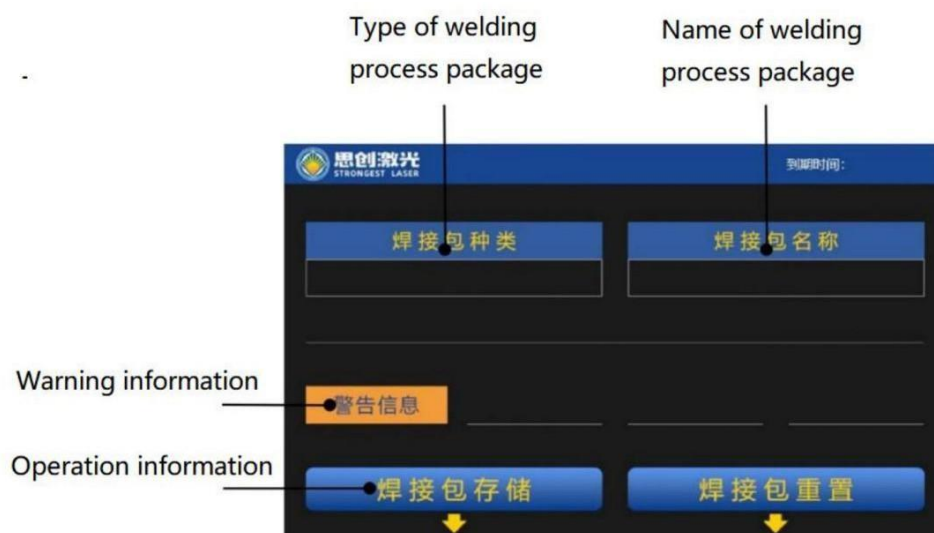 Type of welding
process package
Name of welding
process package
思创激光
STRONGEST LASER
到期时间:
焊接包种类
焊接包名称
Warning information
警告信息
Operation information
焊接包存储
焊接包重置